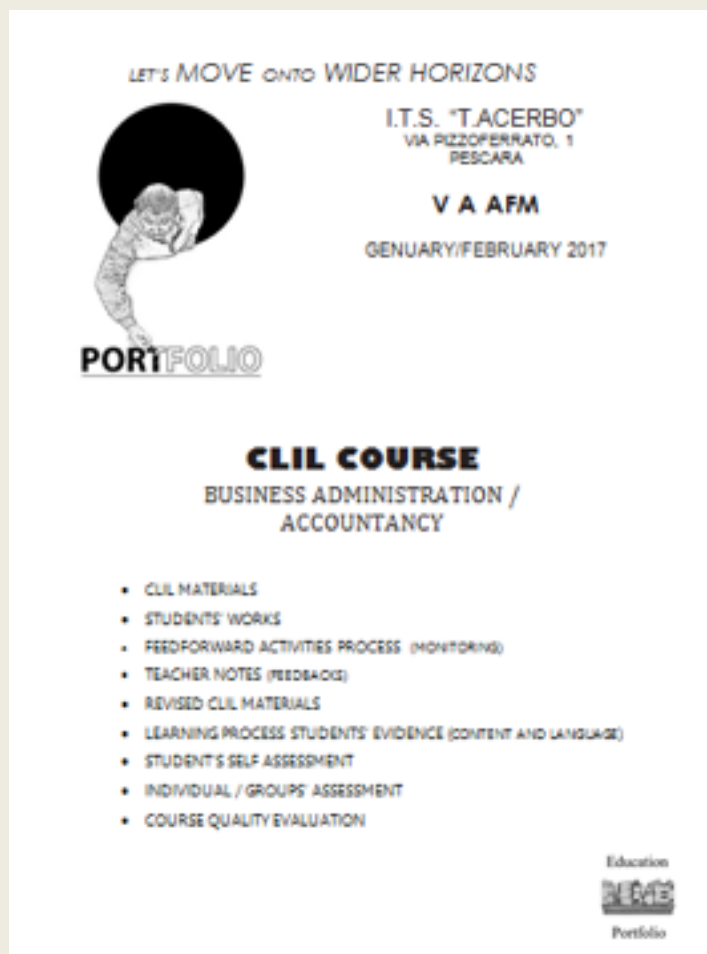 LET'S MOVE ONTO WIDER HORIZONS
I.T.S. "T.ACERBO"
VIA PIZZOFERRATO, 1
PESCARA
V A AFM
GENUARY/FEBRUARY 2017
PORTFOLIO
CLIL COURSE
BUSINESS ADMINISTRATION /
ACCOUNTANCY
• CLIL MATERIALS
• STUDENTS' WORKS
• FEEDFORWARD ACTIVITIES PROCESS (MONITORING)
• TEACHER NOTES (FEEDBACKS)
• REVISED CLIL MATERIALS
• LEARNING PROCESS STUDENTS' EVIDENCE (CONTENT AND LANGUAGE)
• STUDENT'S SELF ASSESSMENT
• INDIVIDUAL / GROUPS' ASSESSMENT
• COURSE QUALITY EVALUATION
Education
Portfolio